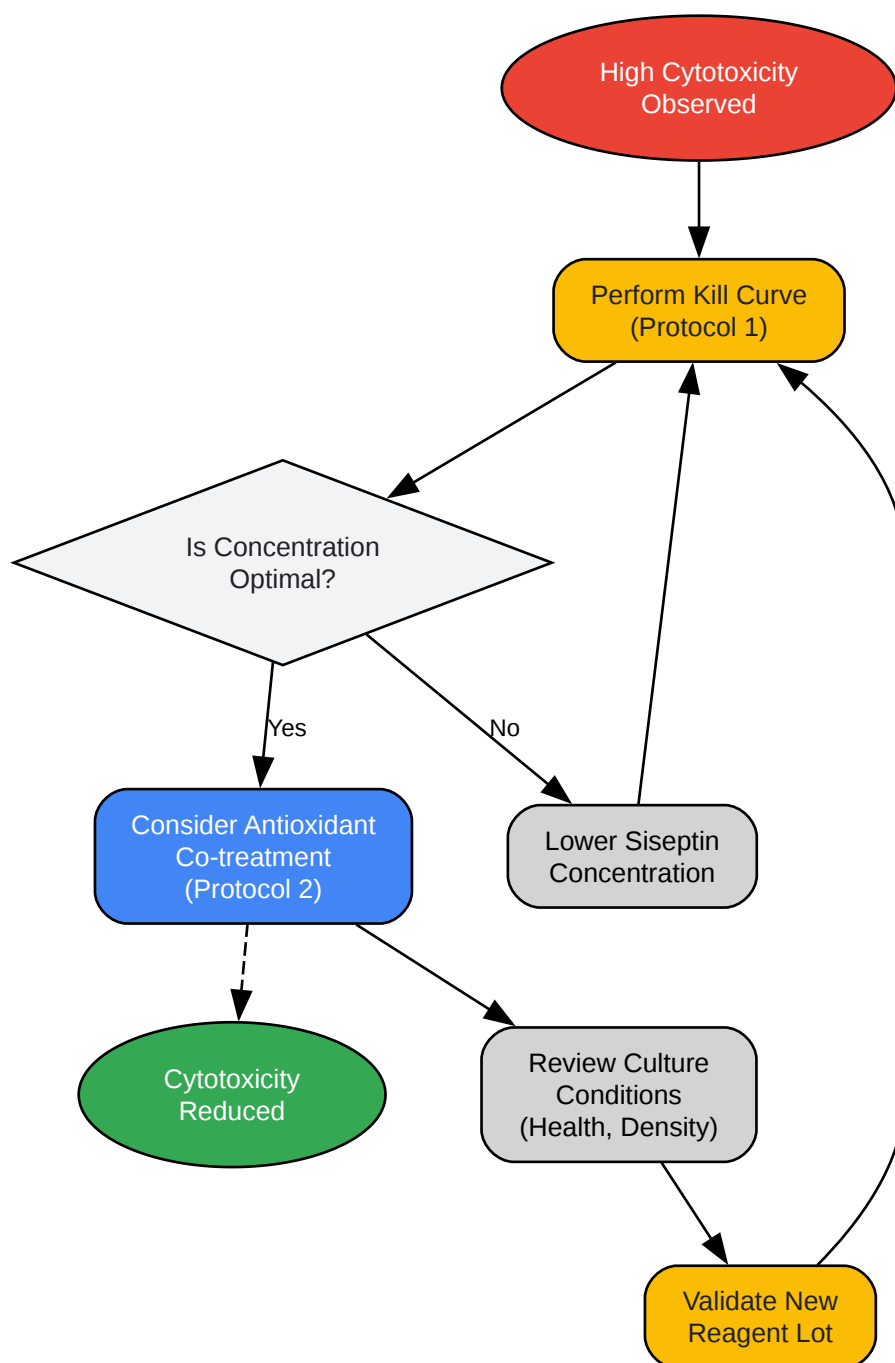 High Cytotoxicity
Observed
Perform Kill Curve
(Protocol 1)
Is Concentration
Optimal?
Yes
No
Consider Antioxidant
Co-treatment
(Protocol 2)
Lower Siseptin
Concentration
Cytotoxicity
Reduced
Review Culture
Conditions
(Health, Density)
Validate New
Reagent Lot